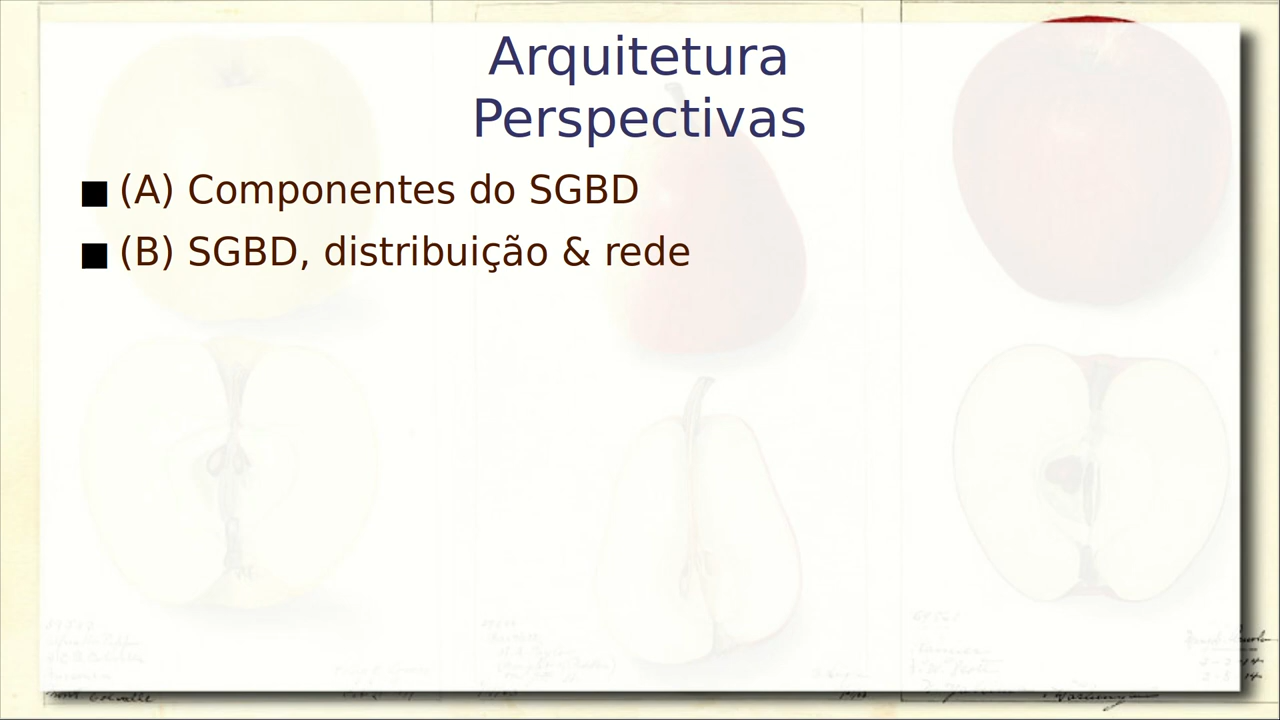 Arquitetura
Perspectivas
(A) Componentes do SGBD
(B) SGBD, distribuição & rede